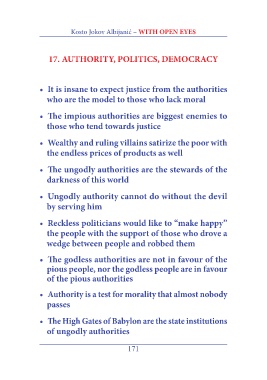 Kosto Jokov Albijanić – WITH OPEN EYES
17. AUTHORITY, POLITICS, DEMOCRACY
• It is insane to expect justice from the authorities
who are the model to those who lack moral
• The impious authorities are biggest enemies to
those who tend towards justice
• Wealthy and ruling villains satirize the poor with
the endless prices of products as well
• The ungodly authorities are the stewards of the
darkness of this world
• Ungodly authority cannot do without the devil
by serving him
• Reckless politicians would like to “make happy”
the people with the support of those who drove a
wedge between people and robbed them
• The godless authorities are not in favour of the
pious people, nor the godless people are in favour
of the pious authorities
• Authority is a test for morality that almost nobody
passes
• The High Gates of Babylon are the state institutions
of ungodly authorities
171